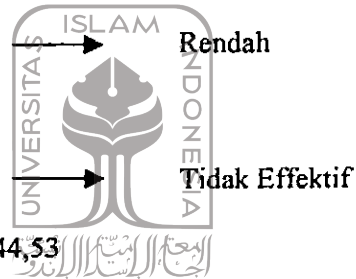 ISLAM
UNIVERSITAS
INDONESIA
Rendah
Tidak Effektif
44,53